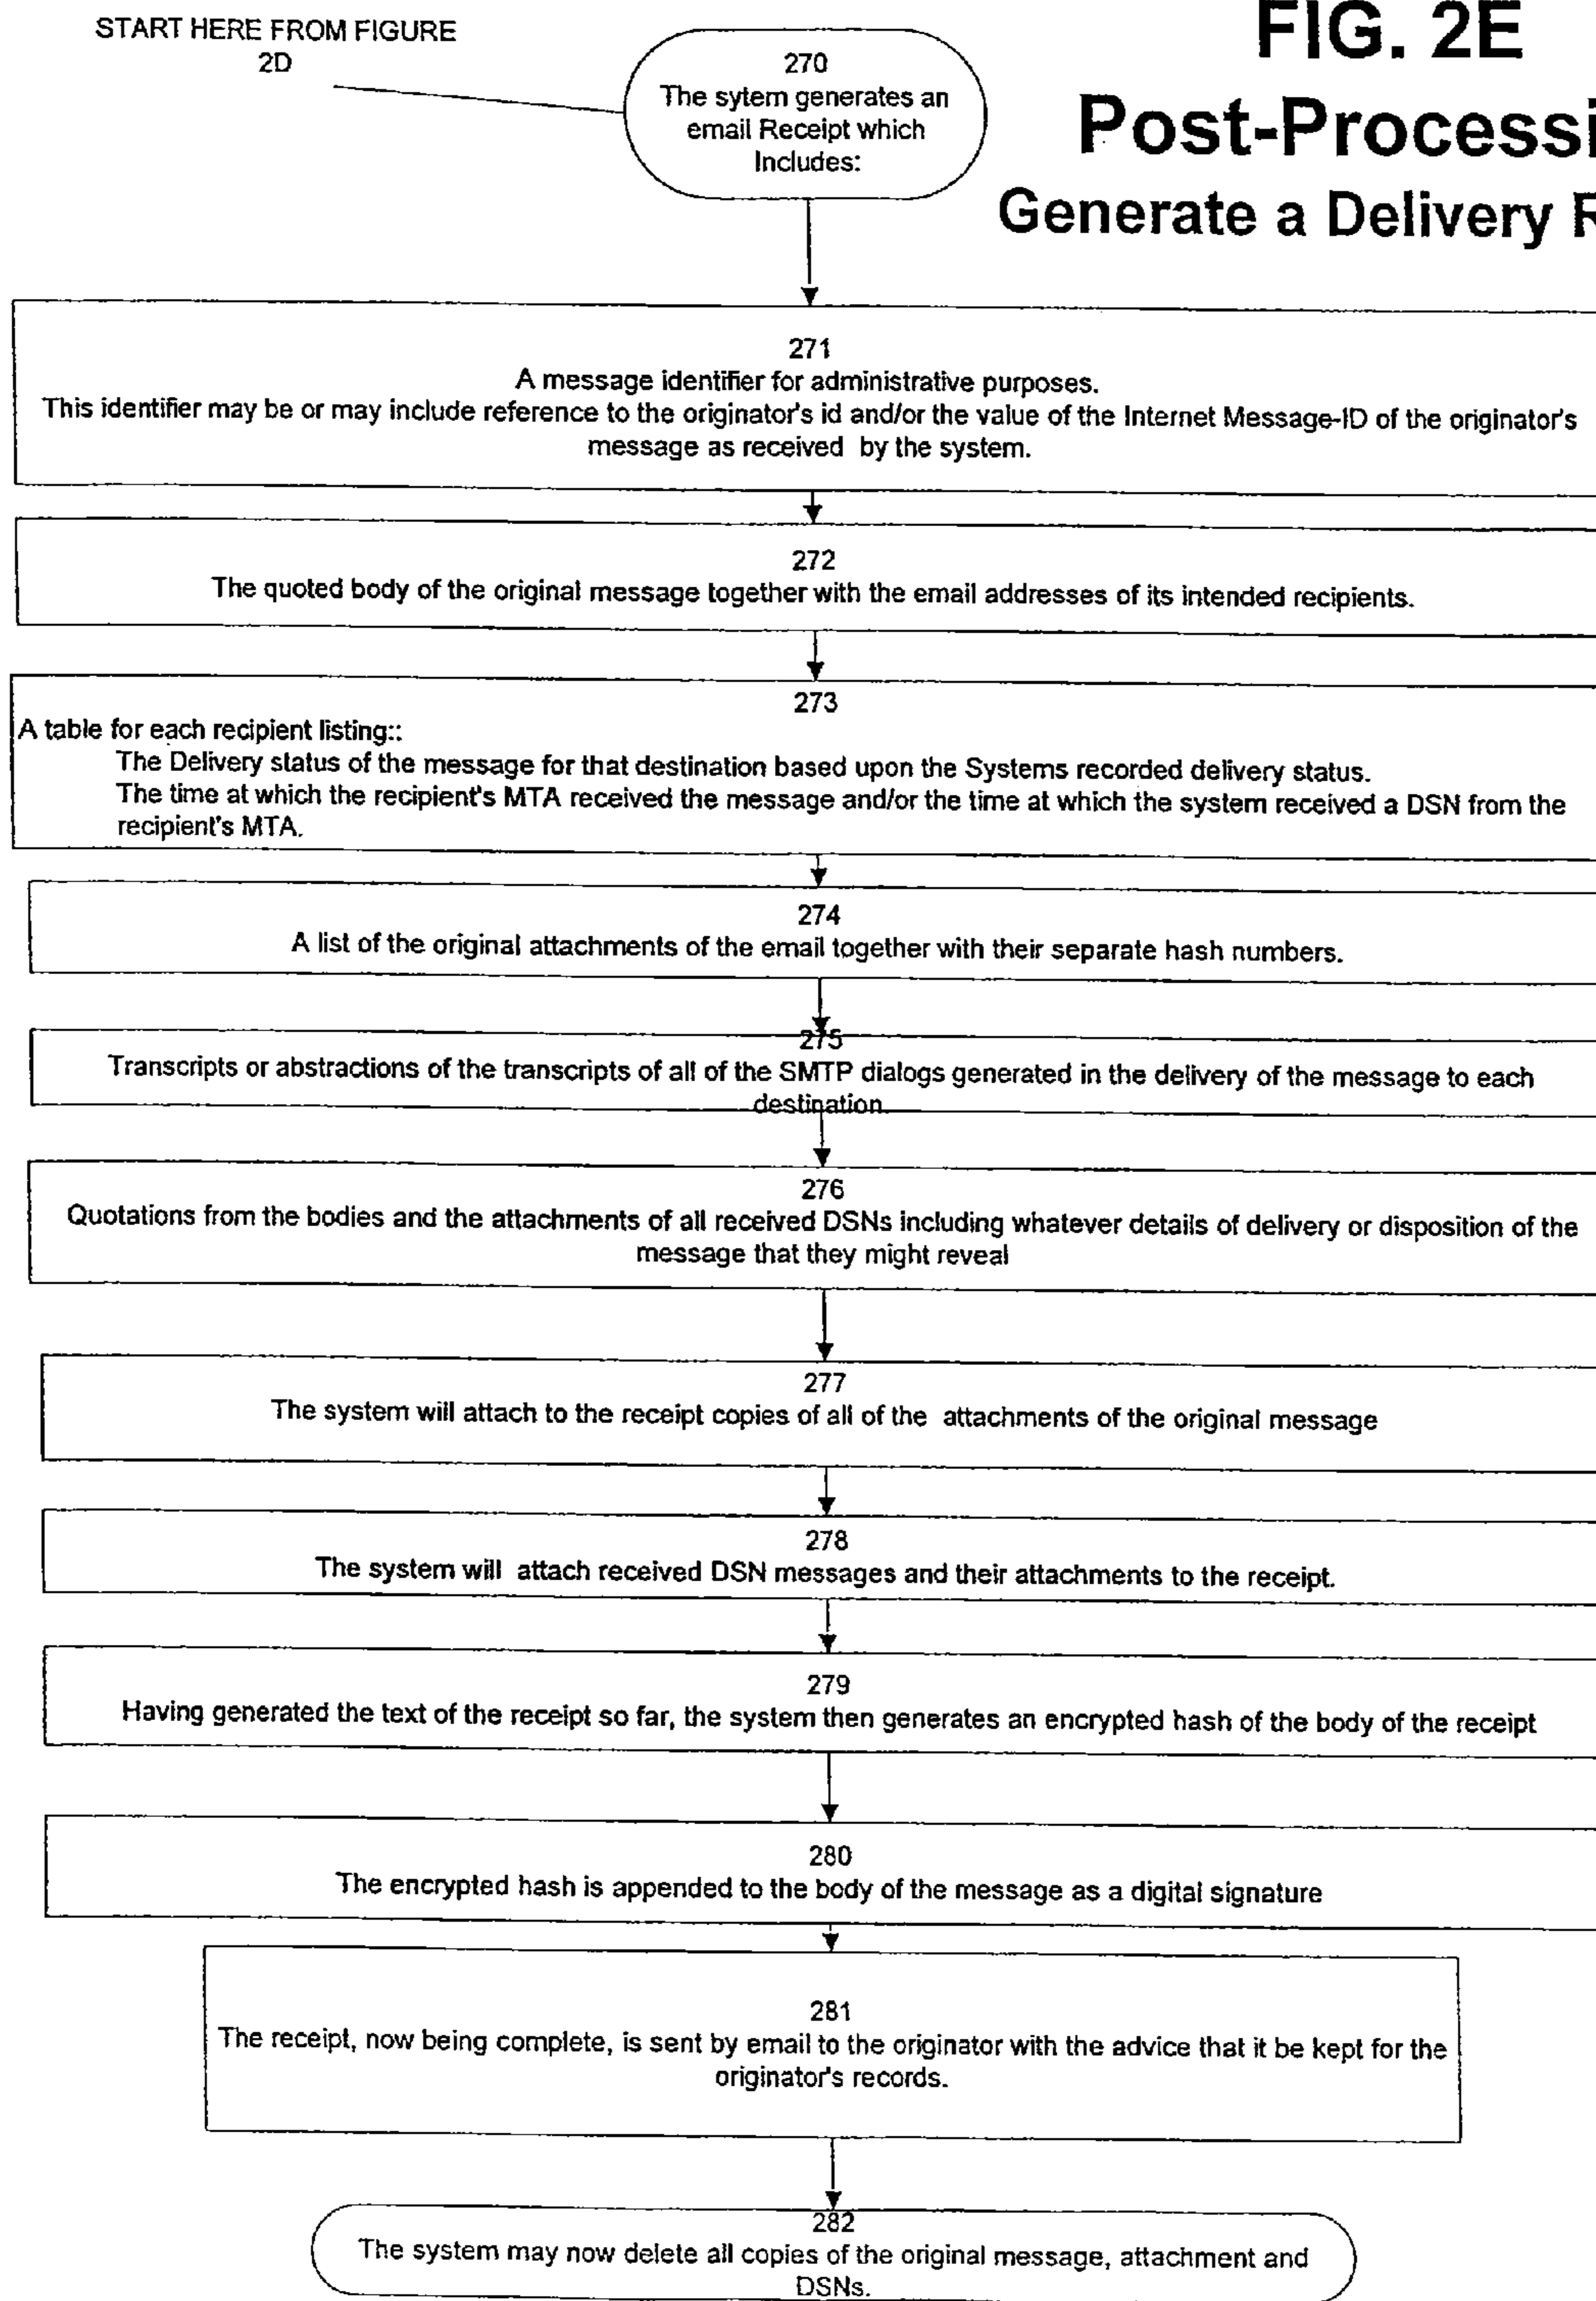 START HERE FROM FIGURE
2D
FIG. 2E
Post-Processi
Generate a Delivery R
270
The sytem generates an
email Receipt which
Includes:
271
A message identifier for administrative purposes.
This identifier may be or may include reference to the originator's id and/or the value of the Internet Message-ID of the originator's
message as received by the system.
272
The quoted body of the original message together with the email addresses of its intended recipients.
273
A table for each recipient listing::
The Delivery status of the message for that destination based upon the Systems recorded delivery status.
The time at which the recipient's MTA received the message and/or the time at which the system received a DSN from the
recipient's MTA.
274
A list of the original attachments of the email together with their separate hash numbers.
275
Transcripts or abstractions of the transcripts of all of the SMTP dialogs generated in the delivery of the message to each
destination
276
Quotations from the bodies and the attachments of all received DSNs including whatever details of delivery or disposition of the
message that they might reveal
277
The system will attach to the receipt copies of all of the attachments of the original message
278
The system will attach received DSN messages and their attachments to the receipt.
279
Having generated the text of the receipt so far, the system then generates an encrypted hash of the body of the receipt
280
The encrypted hash is appended to the body of the message as a digital signature
281
The receipt, now being complete, is sent by email to the originator with the advice that it be kept for the
originator's records.
282
The system may now delete all copies of the original message, attachment and
DSNs.